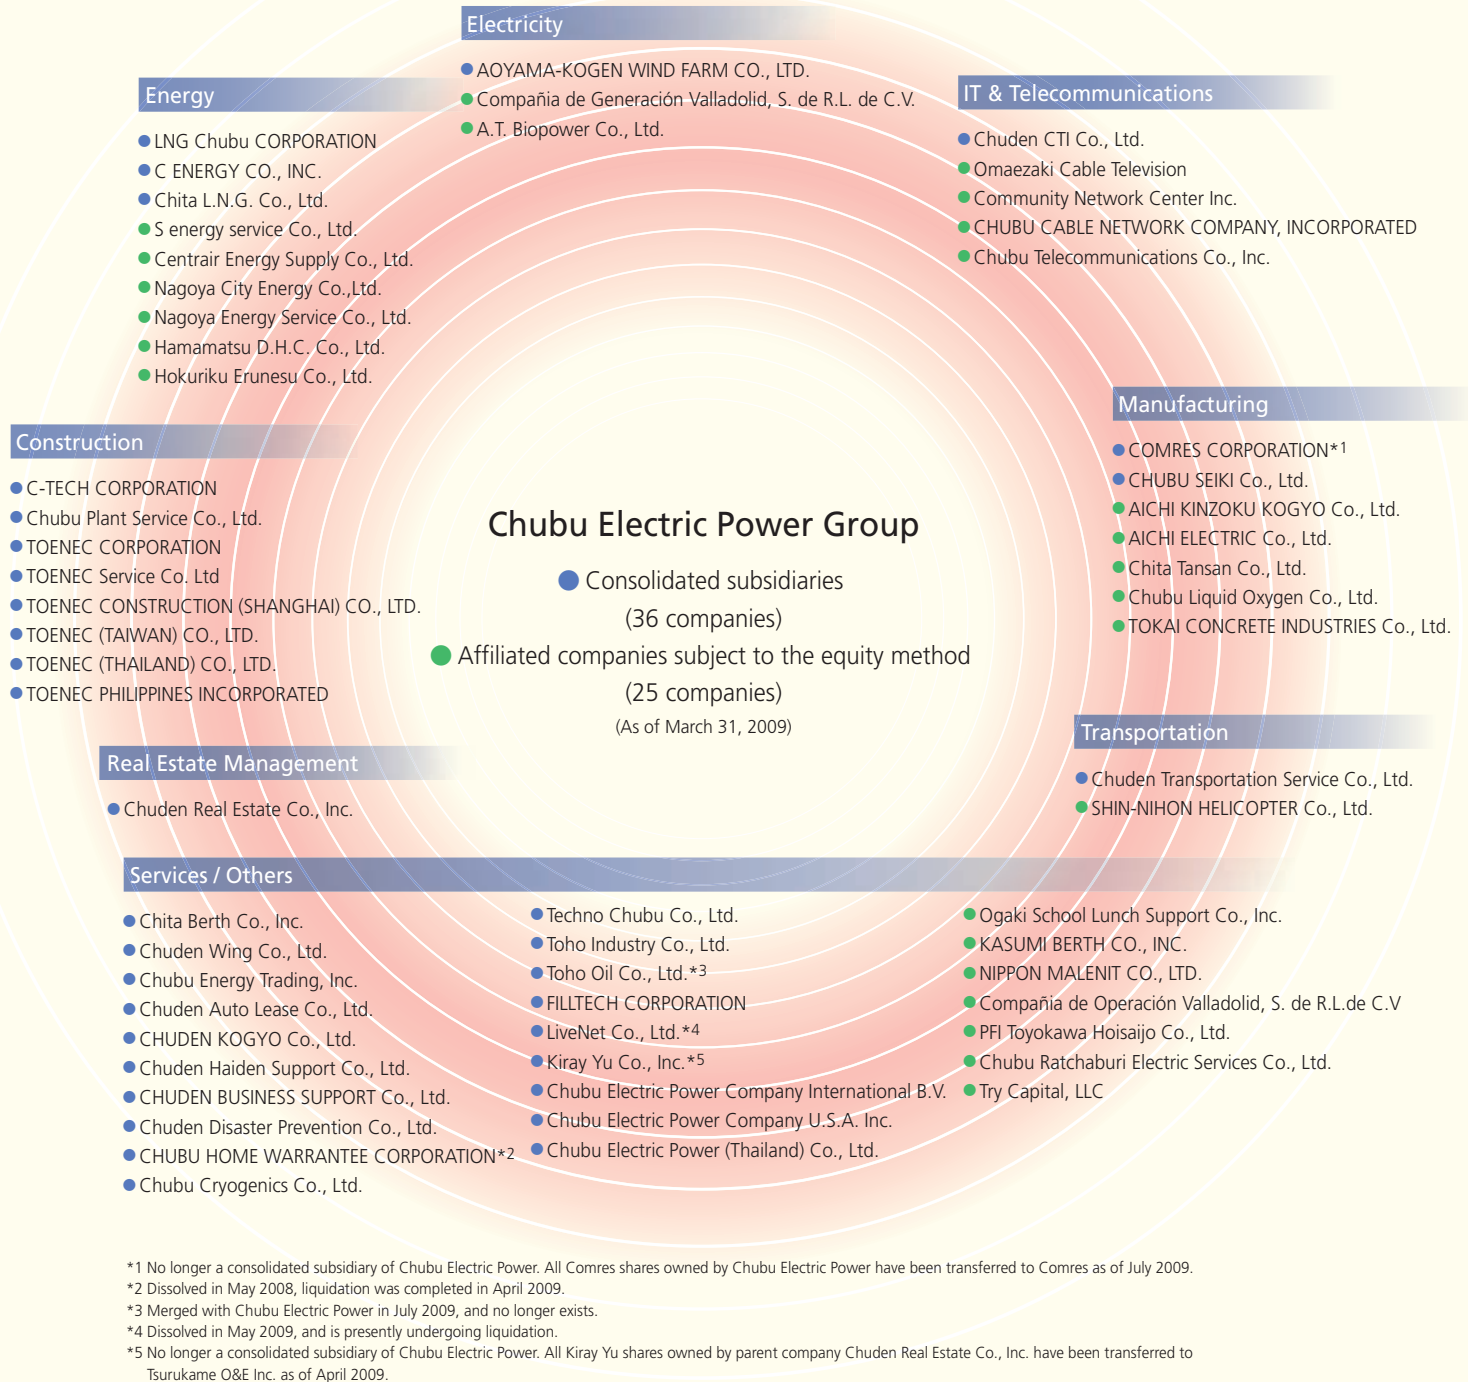 Electricity
AOYAMA-KOGEN WIND FARM CO., LTD.
Compañia de Generación Valladolid, S. de R.L. de C.V.
A.T. Biopower Co., Ltd.
Energy
LNG Chubu CORPORATION
C ENERGY CO., INC.
Chita L.N.G. Co., Ltd.
S energy service Co., Ltd.
Centrair Energy Supply Co., Ltd.
Nagoya City Energy Co.,Ltd.
Nagoya Energy Service Co., Ltd.
Hamamatsu D.H.C. Co., Ltd.
Hokuriku Erunesu Co., Ltd.
IT & Telecommunications
Chuden CTI Co., Ltd.
Omaezaki Cable Television
Community Network Center Inc.
CHUBU CABLE NETWORK COMPANY, INCORPORATED
Chubu Telecommunications Co., Inc.
Construction
C-TECH CORPORATION
Chubu Plant Service Co., Ltd.
TOENEC CORPORATION
TOENEC Service Co. Ltd
TOENEC CONSTRUCTION (SHANGHAI) CO., LTD.
TOENEC (TAIWAN) CO., LTD.
TOENEC (THAILAND) CO., LTD.
TOENEC PHILIPPINES INCORPORATED
Chubu Electric Power Group
Consolidated subsidiaries
(36 companies)
Affiliated companies subject to the equity method
(25 companies)
(As of March 31, 2009)
Manufacturing
COMRES CORPORATION*1
CHUBU SEIKI Co., Ltd.
AICHI KINZOKU KOGYO Co., Ltd.
AICHI ELECTRIC Co., Ltd.
Chita Tansan Co., Ltd.
Chubu Liquid Oxygen Co., Ltd.
TOKAI CONCRETE INDUSTRIES Co., Ltd.
Transportation
Chuden Transportation Service Co., Ltd.
SHIN-NIHON HELICOPTER Co., Ltd.
Real Estate Management
Chuden Real Estate Co., Inc.
Services / Others
Chita Berth Co., Inc.
Chuden Wing Co., Ltd.
Chubu Energy Trading, Inc.
Chuden Auto Lease Co., Ltd.
CHUDEN KOGYO Co., Ltd.
Chuden Haiden Support Co., Ltd.
CHUDEN BUSINESS SUPPORT Co., Ltd.
Chuden Disaster Prevention Co., Ltd.
CHUBU HOME WARRANTEE CORPORATION*2
Chubu Cryogenics Co., Ltd.
Techno Chubu Co., Ltd.
Toho Industry Co., Ltd.
Toho Oil Co., Ltd.*3
FILLTECH CORPORATION
LiveNet Co., Ltd.*4
Kiray Yu Co., Inc.*5
Chubu Electric Power Company International B.V.
Chubu Electric Power Company U.S.A. Inc.
Chubu Electric Power (Thailand) Co., Ltd.
Ogaki School Lunch Support Co., Inc.
KASUMI BERTH CO., INC.
NIPPON MALENIT CO., LTD.
Compañia de Operación Valladolid, S. de R.L.de C.V
PFI Toyokawa Hoisaijo Co., Ltd.
Chubu Ratchaburi Electric Services Co., Ltd.
Try Capital, LLC
*1 No longer a consolidated subsidiary of Chubu Electric Power. All Comres shares owned by Chubu Electric Power have been transferred to Comres as of July 2009.
*2 Dissolved in May 2008, liquidation was completed in April 2009.
*3 Merged with Chubu Electric Power in July 2009, and no longer exists.
*4 Dissolved in May 2009, and is presently undergoing liquidation.
*5 No longer a consolidated subsidiary of Chubu Electric Power. All Kiray Yu shares owned by parent company Chuden Real Estate Co., Inc. have been transferred to
Tsurukame O&E Inc. as of April 2009.